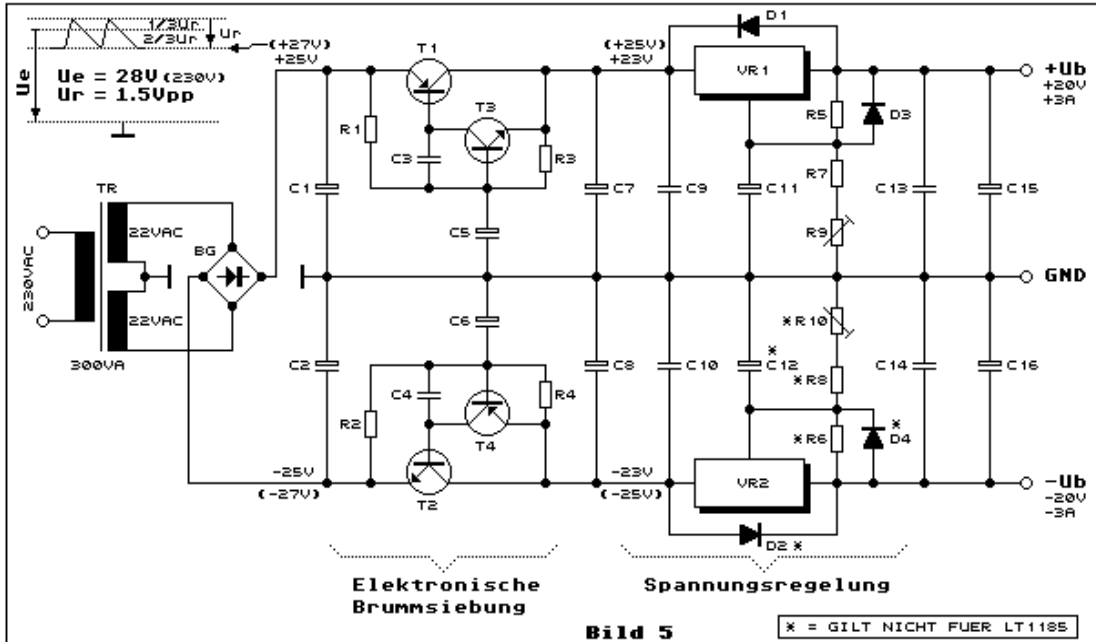 1/3Ur
2/3Ur
Ur
Ue
Ue = 28V (230V)
Ur = 1.5Vpp
(+27V)
+25V
T1
T3
R1
C3
R3
C1
C5
C7
(+25V)
+23V
D1
VR1
R5
D3
C9
C11
R7
R9
C13
C15
+Ub
+20V
+3A
TR
22VAC
22VAC
230VAC
300VA
BG
GND
C6
C2
R2
C4
R4
T4
T2
C8
-25V
(-27V)
-23V
(-25V)
C10
*
C12
*R10
*R8
*R6
*
D4
C14
C16
VR2
D2 *
-Ub
-20V
-3A
Elektronische
Brummsiebung
Spannungsregelung
Bild 5
* = GILT NICHT FUER LT1185